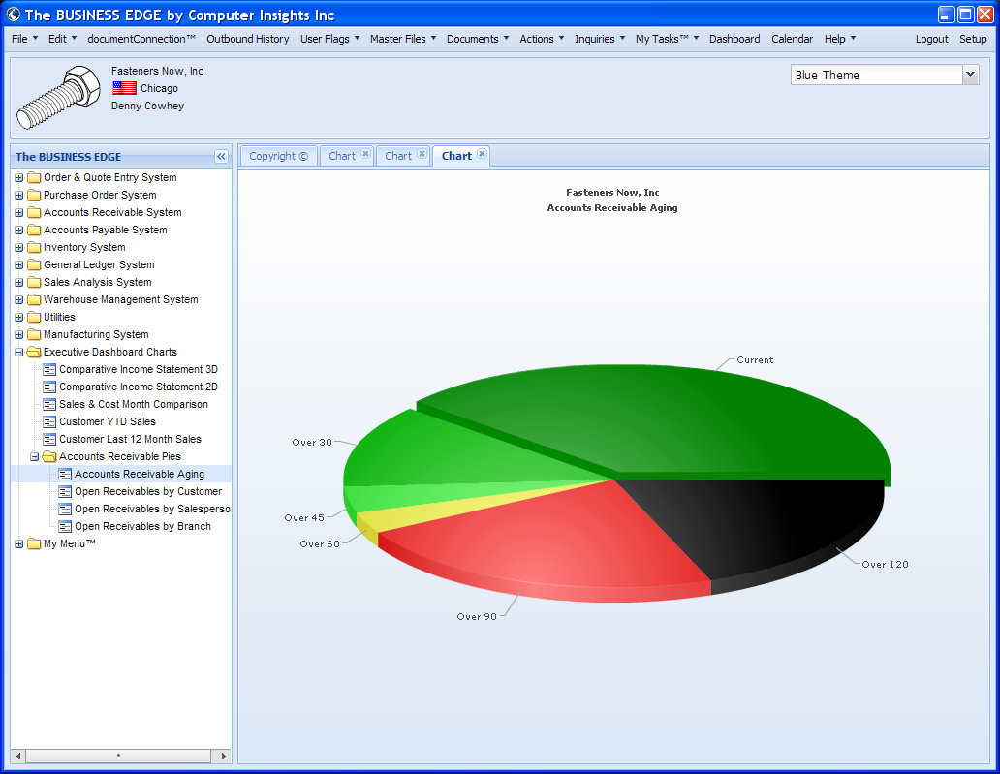 The BUSINESS EDGE by Computer Insights Inc
File Edit documentConnection™ Outbound History User Flags Master Files Documents Actions Inquiries My Tasks™ Dashboard Calendar Help Logout Setup
Fasteners Now, Inc
Chicago
Denny Cowhey
Blue Theme
The BUSINESS EDGE
Order & Quote Entry System
Purchase Order System
Accounts Receivable System
Accounts Payable System
Inventory System
General Ledger System
Sales Analysis System
Warehouse Management System
Utilities
Manufacturing System
Executive Dashboard Charts
Comparative Income Statement 3D
Comparative Income Statement 2D
Sales & Cost Month Comparison
Customer YTD Sales
Customer Last 12 Month Sales
Accounts Receivable Pies
Accounts Receivable Aging
Open Receivables by Customer
Open Receivables by Salesperso
Open Receivables by Branch
My Menu™
Copyright © Chart Chart Chart
Fasteners Now, Inc
Accounts Receivable Aging
Current
Over 30
Over 45
Over 60
Over 120
Over 90